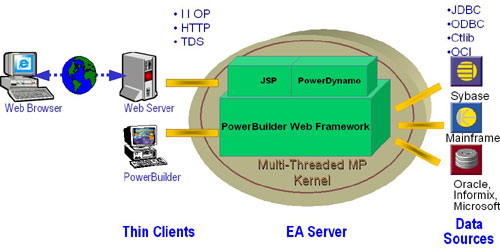 • I I OP
• HTTP
• TDS
•JDBC
•ODBC
•Ctlib
•OCI
JSP
PowerDynamo
Web Browser
Web Server
Sybase
PowerBuilder Web Framework
Mainframe
PowerBuilder
Multi-Threaded MP
Kernel
Oracle,
Informix,
Microsoft
Thin Clients
EA Server
Data
Sources